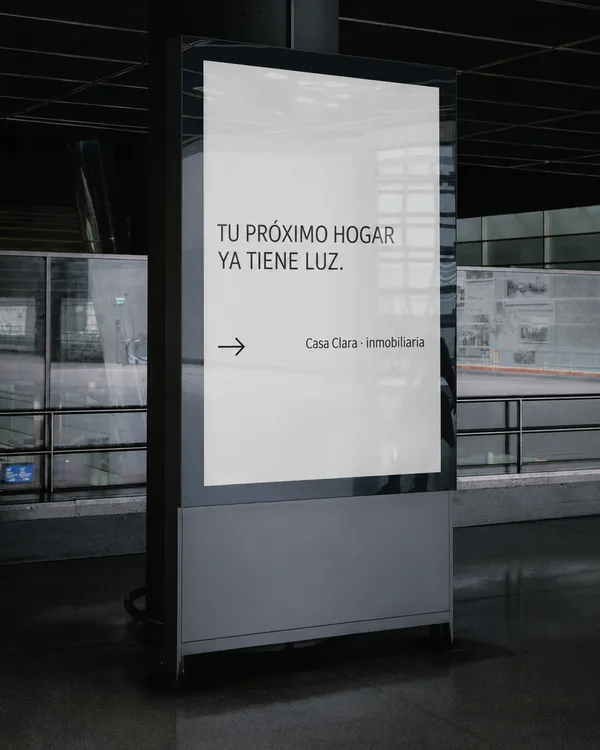 TU PRÓXIMO HOGAR
YA TIENE LUZ.
→ Casa Clara · inmobiliaria